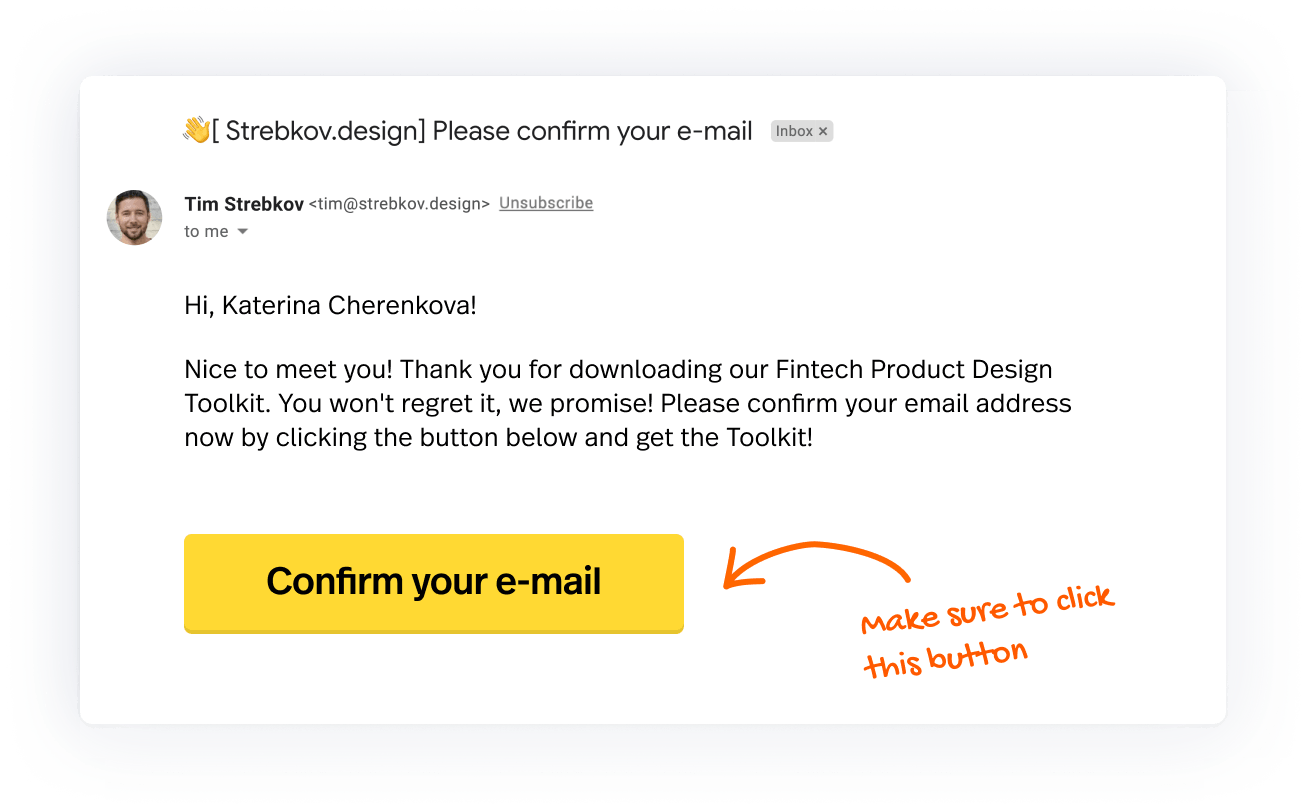 👋[ Strebkov.design] Please confirm your e-mail Inbox ×
Tim Strebkov <tim@strebkov.design> Unsubscribe
to me
Hi, Katerina Cherenkova!
Nice to meet you! Thank you for downloading our Fintech Product Design
Toolkit. You won't regret it, we promise! Please confirm your email address
now by clicking the button below and get the Toolkit!
Confirm your e-mail
make sure to click
this button